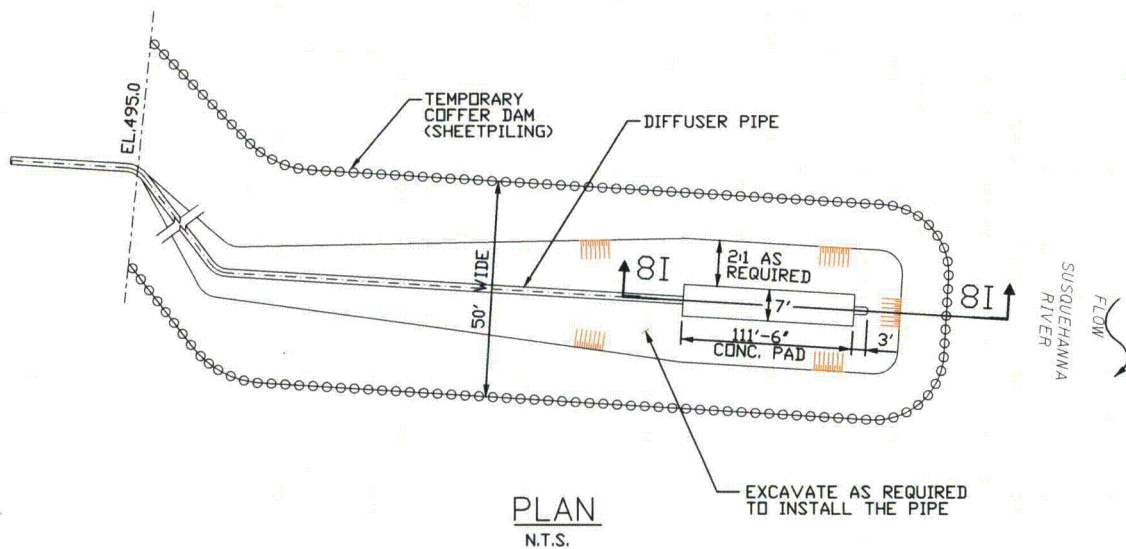 EL.495.0
TEMPORARY
COFFER DAM
(SHEETPILING)
DIFFUSER PIPE
50' WIDE
2:1 AS
REQUIRED
8I
8I
7'
111'-6"
CONC. PAD
3'
FLOW
SUSQUEHANNA
RIVER
EXCAVATE AS REQUIRED
TO INSTALL THE PIPE
PLAN
N.T.S.